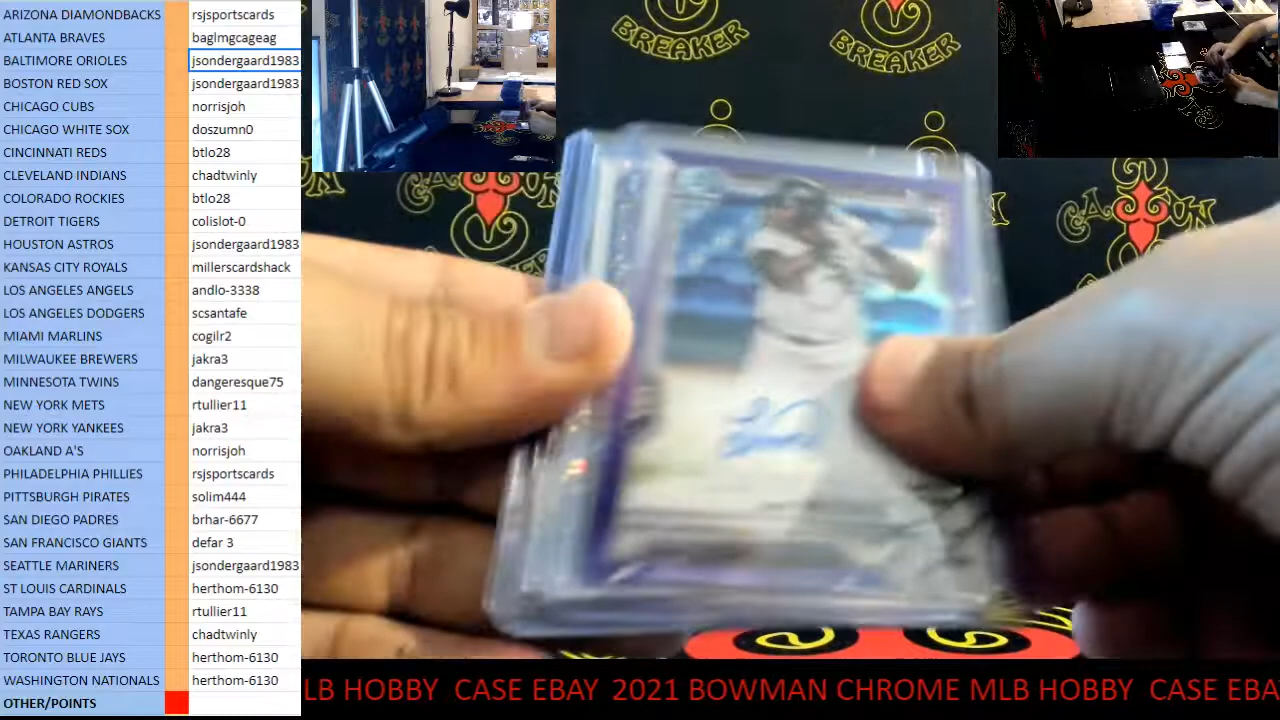 ARIZONA DIAMONDBACKS rsjsportscards
ATLANTA BRAVES baglmgcageag
BALTIMORE ORIOLES jsondergaard1983
BOSTON RED SOX jsondergaard1983
CHICAGO CUBS norrisjoh
CHICAGO WHITE SOX doszumn0
CINCINNATI REDS btlo28
CLEVELAND INDIANS chadtwinly
COLORADO ROCKIES btlo28
DETROIT TIGERS colislot-0
HOUSTON ASTROS jsondergaard1983
KANSAS CITY ROYALS millerscardshack
LOS ANGELES ANGELS andlo-3338
LOS ANGELES DODGERS scsantafe
MIAMI MARLINS cogilr2
MILWAUKEE BREWERS jakra3
MINNESOTA TWINS dangeresque75
NEW YORK METS rtullier11
NEW YORK YANKEES jakra3
OAKLAND A'S norrisjoh
PHILADELPHIA PHILLIES rsjsportscards
PITTSBURGH PIRATES solim444
SAN DIEGO PADRES brhar-6677
SAN FRANCISCO GIANTS defar 3
SEATTLE MARINERS jsondergaard1983
ST LOUIS CARDINALS herthom-6130
TAMPA BAY RAYS rtullier11
TEXAS RANGERS chadtwinly
TORONTO BLUE JAYS herthom-6130
WASHINGTON NATIONALS herthom-6130
OTHER/POINTS
BREAKER
BREAKER
LB HOBBY CASE EBAY 2021 BOWMAN CHROME MLB HOBBY CASE EBA